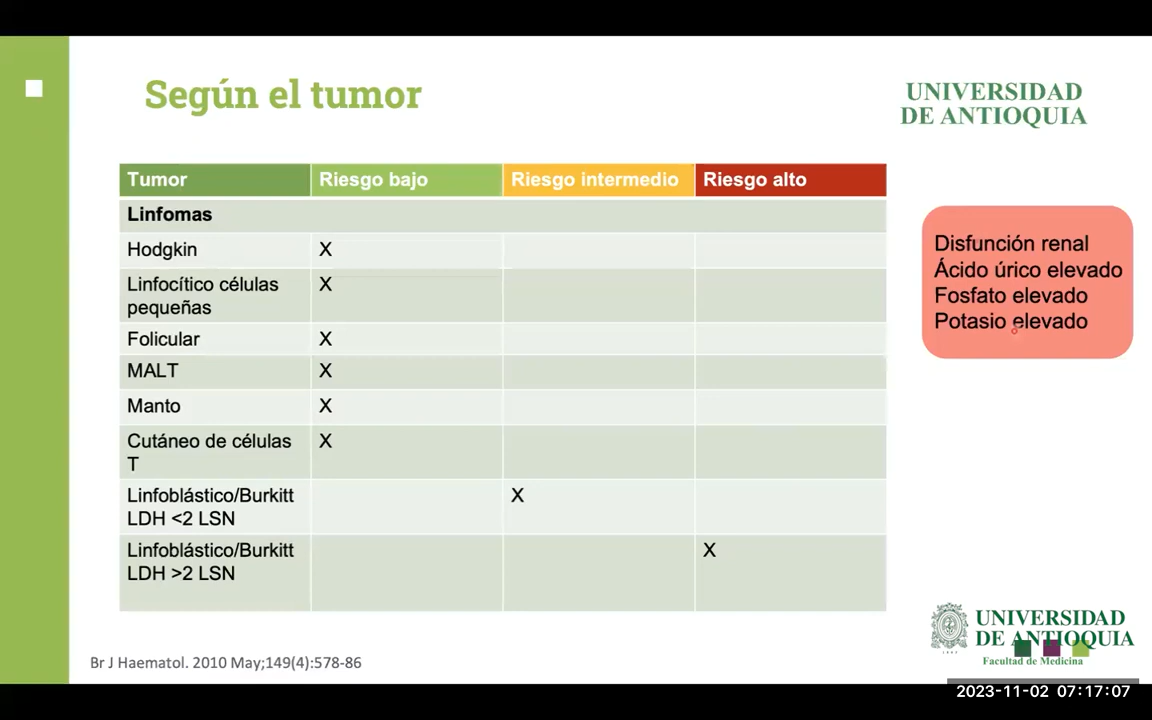 Según el tumor
UNIVERSIDAD
DE ANTIOQUIA
Tumor Riesgo bajo Riesgo intermedio Riesgo alto
Linfomas
Hodgkin X
Linfocítico células X
pequeñas
Folicular X
MALT X
Manto X
Cutáneo de células X
T
Linfoblástico/Burkitt X
LDH <2 LSN
Linfoblástico/Burkitt X
LDH >2 LSN
Disfunción renal
Ácido úrico elevado
Fosfato elevado
Potasio elevado
Br J Haematol. 2010 May;149(4):578-86
UNIVERSIDAD
DE ANTIOQUIA
Facultad de Medicina
2023-11-02 07:17:07